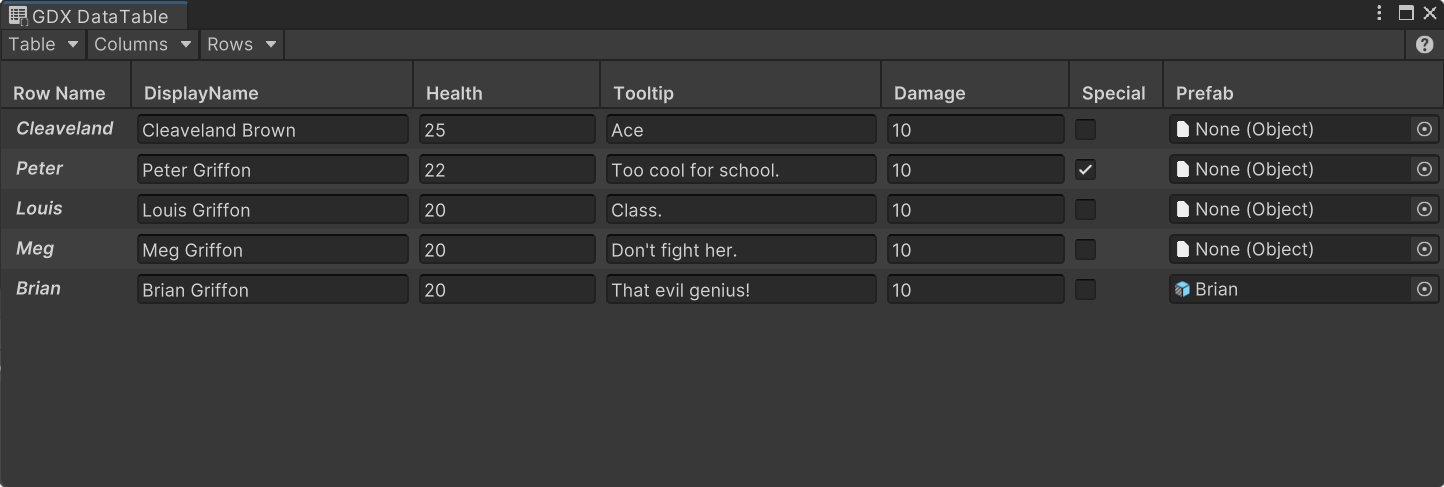 GDX DataTable
Table Columns Rows ?
Row Name DisplayName Health Tooltip Damage Special Prefab
Cleaveland Cleaveland Brown 25 Ace 10 None (Object)
Peter Peter Griffon 22 Too cool for school. 10 None (Object)
Louis Louis Griffon 20 Class. 10 None (Object)
Meg Meg Griffon 20 Don't fight her. 10 None (Object)
Brian Brian Griffon 20 That evil genius! 10 Brian